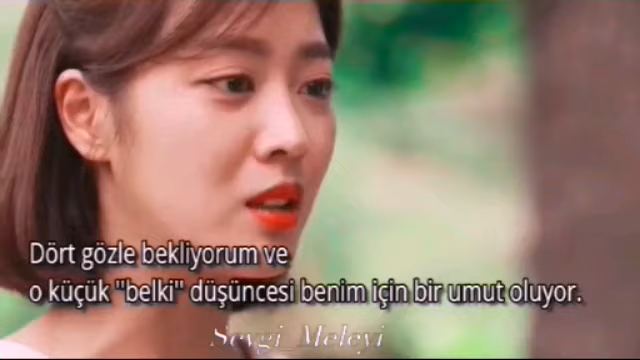 Dört gözle bekliyorum ve
o küçük "belki" düşüncesi benim için bir umut oluyor.
Sevgi_Meleyi